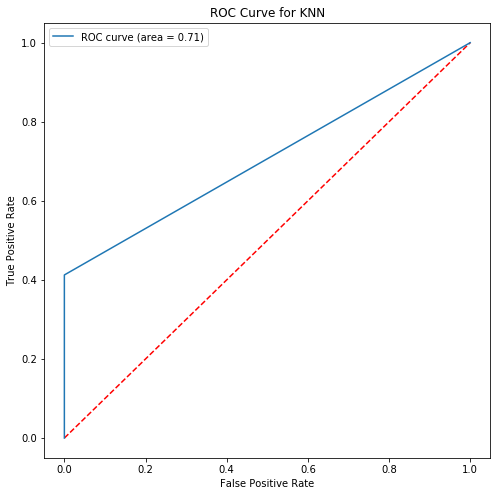 ROC Curve for KNN
ROC curve (area = 0.71)
True Positive Rate
1.0
0.8
0.6
0.4
0.2
0.0
0.0 0.2 0.4 0.6 0.8 1.0
False Positive Rate